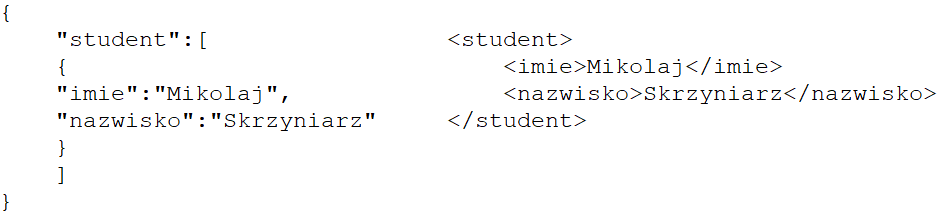 {
"student":[
{
"imie":"Mikolaj",
"nazwisko":"Skrzyniarz"
}
]
}
<student>
<imie>Mikolaj</imie>
<nazwisko>Skrzyniarz</nazwisko>
</student>